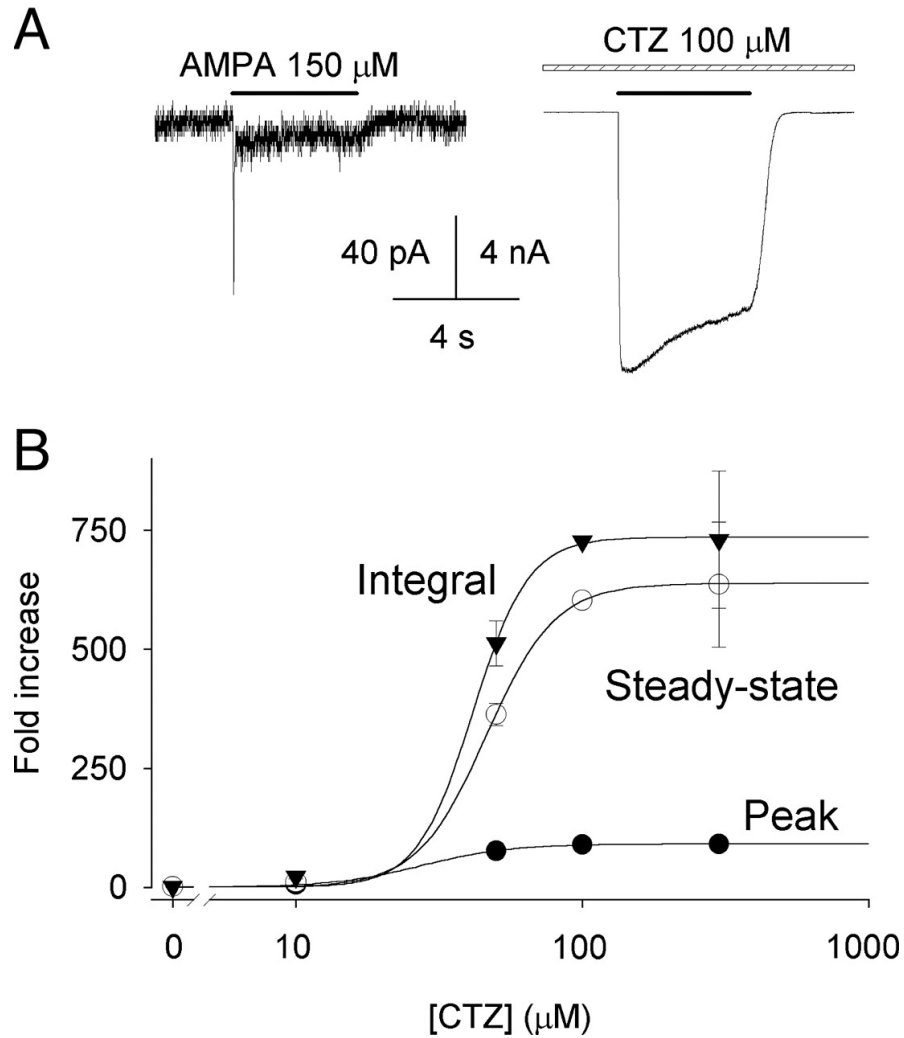 A
AMPA 150 μM
CTZ 100 μM
40 pA
4 nA
4 s
B
750
500
250
0
Fold increase
Integral
Steady-state
Peak
0
10
100
1000
[CTZ] (μM)